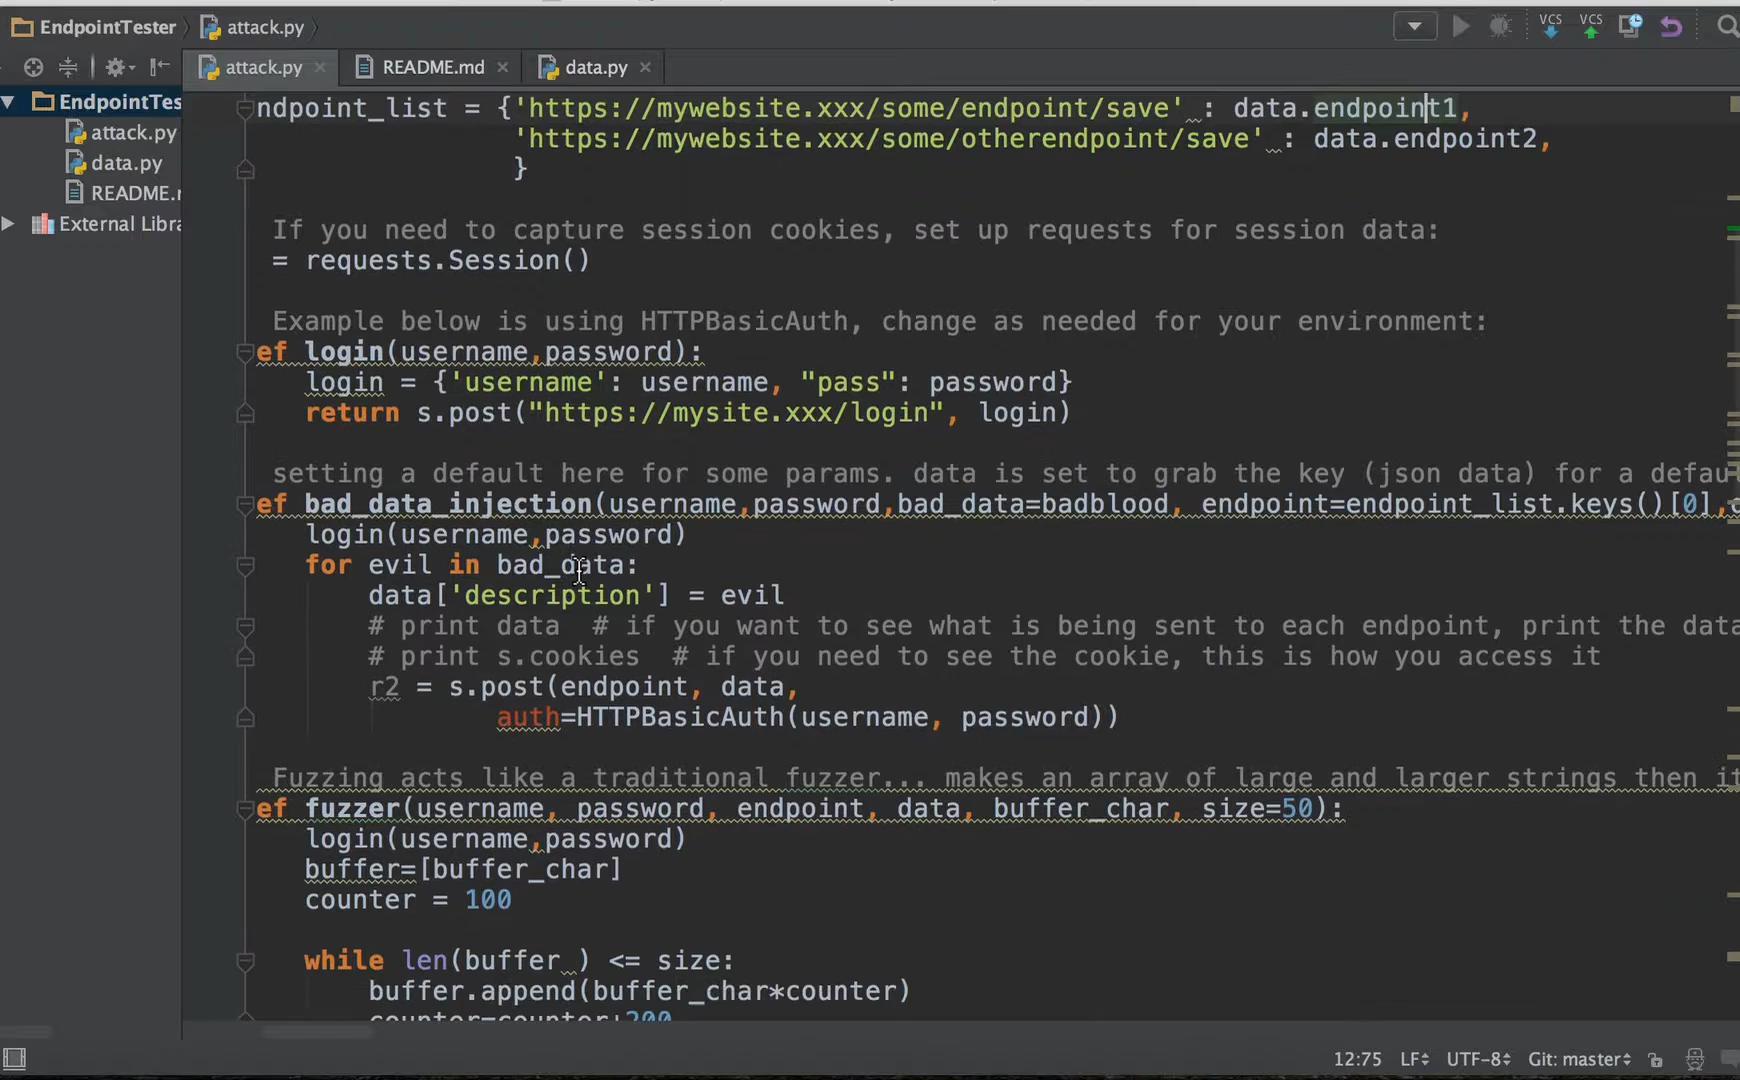 EndpointTester
attack.py
VCS
VCS
attack.py
README.md
data.py
EndpointTes
attack.py
data.py
README.r
External Libra
ndpoint_list = {'https://mywebsite.xxx/some/endpoint/save' : data.endpoint1,
'https://mywebsite.xxx/some/otherendpoint/save' : data.endpoint2,
}
If you need to capture session cookies, set up requests for session data:
= requests.Session()
Example below is using HTTPBasicAuth, change as needed for your environment:
ef login(username,password):
login = {'username': username, "pass": password}
return s.post("https://mysite.xxx/login", login)
setting a default here for some params. data is set to grab the key (json data) for a defau
ef bad_data_injection(username,password,bad_data=badblood, endpoint=endpoint_list.keys()[0],
login(username,password)
for evil in bad_data:
data['description'] = evil
# print data # if you want to see what is being sent to each endpoint, print the data
# print s.cookies # if you need to see the cookie, this is how you access it
r2 = s.post(endpoint, data,
auth=HTTPBasicAuth(username, password))
Fuzzing acts like a traditional fuzzer... makes an array of large and larger strings then it
ef fuzzer(username, password, endpoint, data, buffer_char, size=50):
login(username,password)
buffer=[buffer_char]
counter = 100
while len(buffer ) <= size:
buffer.append(buffer_char*counter)
counter=counter+200
12:75 LF UTF-8 Git: master